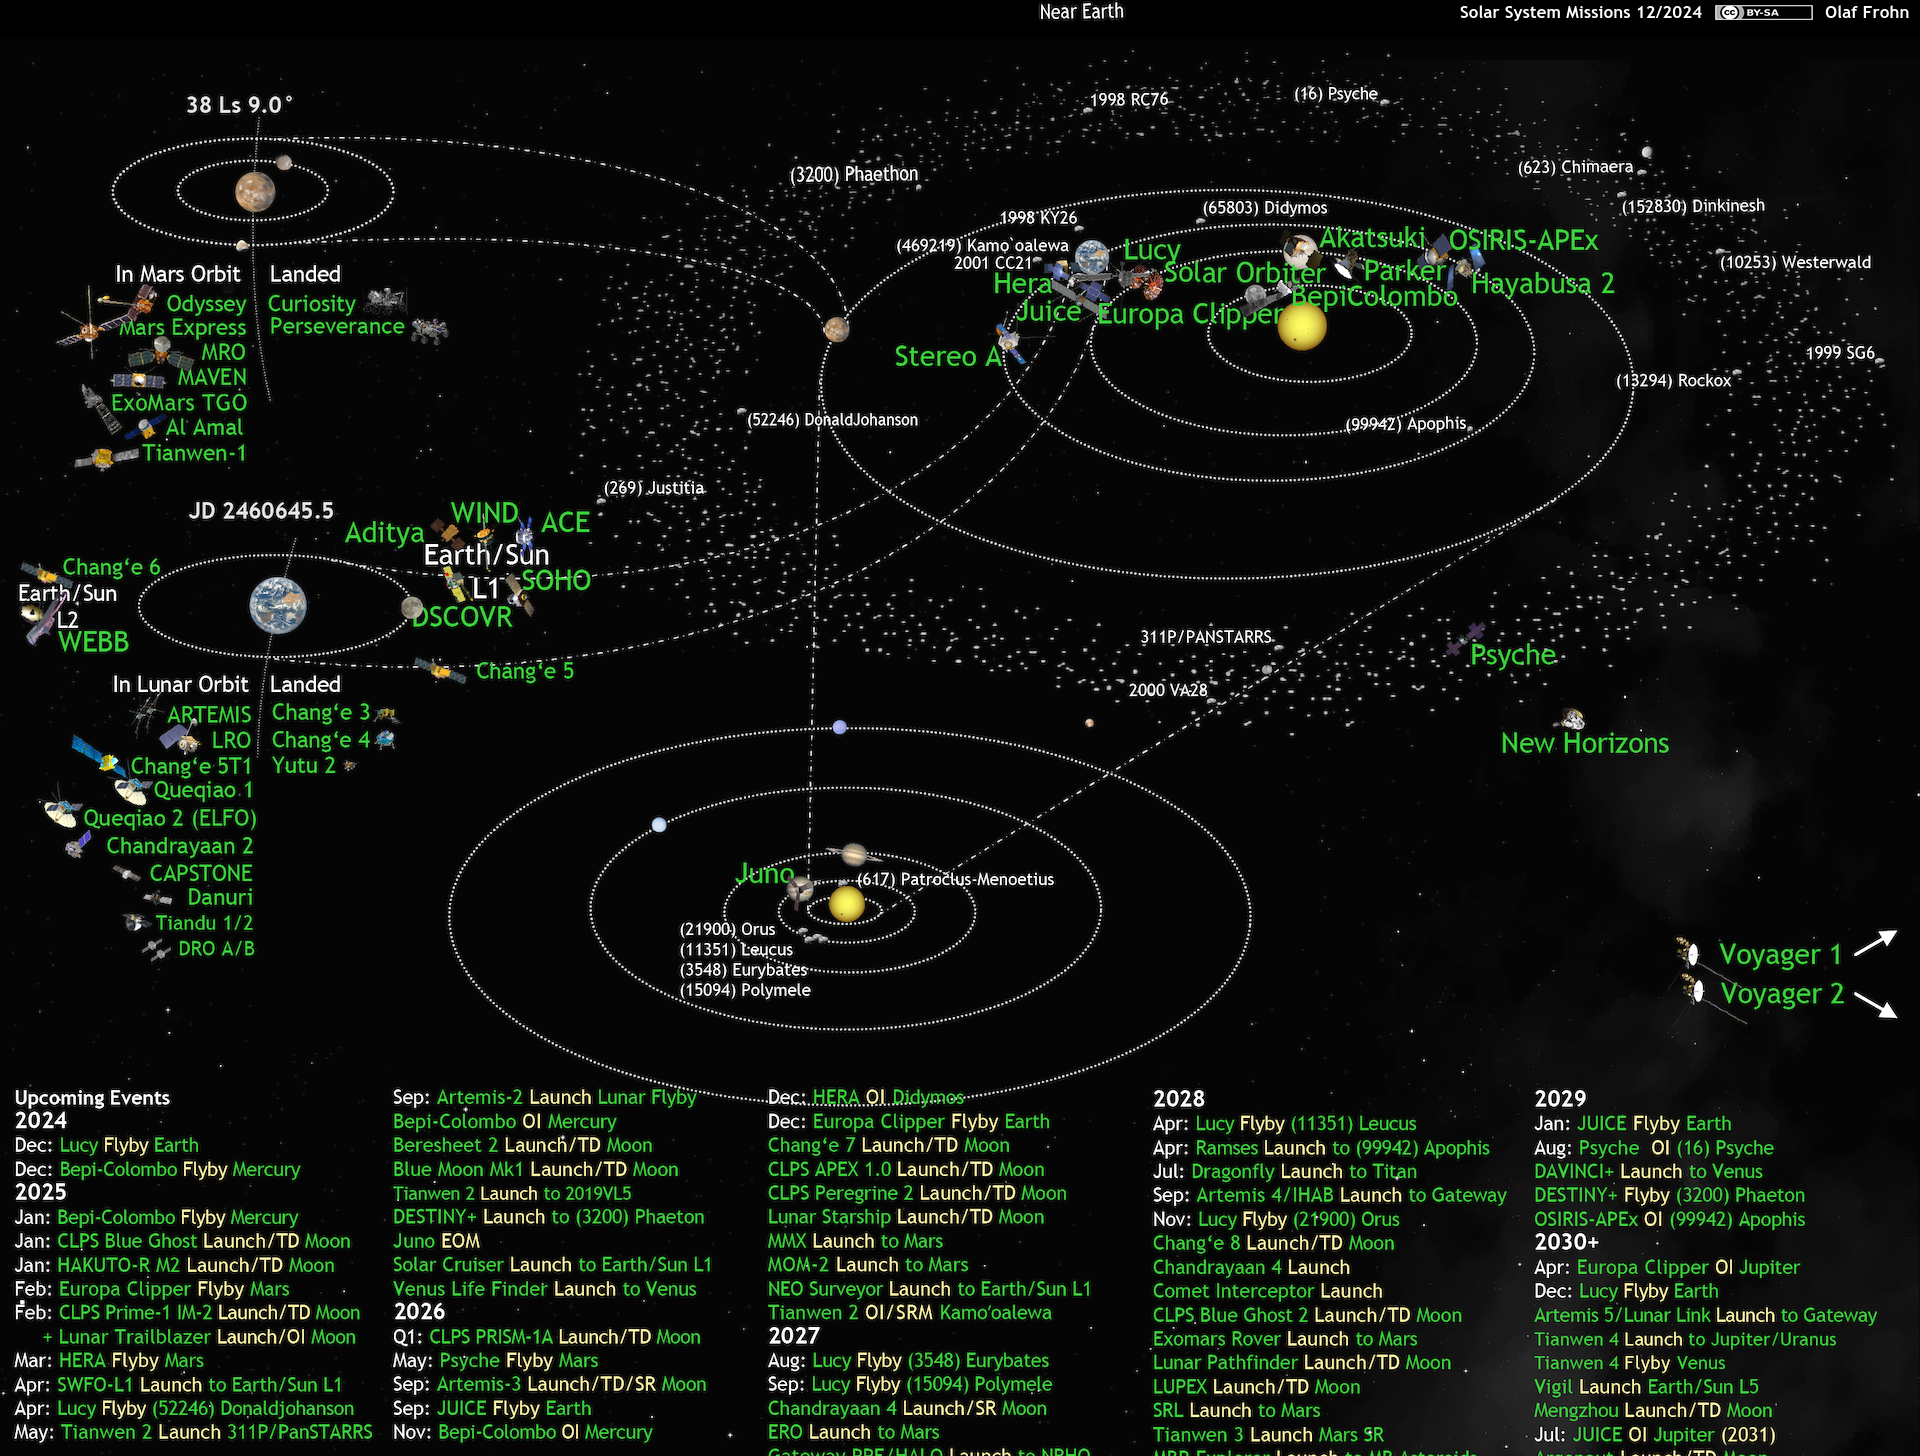 Near Earth
Solar System Missions 12/2024 CC BY-SA Olaf Frohn
38 Ls 9.0°
In Mars Orbit
Odyssey
Mars Express
MRO
MAVEN
ExoMars TGO
Al Amal
Tianwen-1
Landed
Curiosity
Perseverance
1998 RC76
(16) Psyche
(3200) Phaethon
(623) Chimaera
(152830) Dinkinesh
(65803) Didymos
1998 KY26
(469219) Kamo`oalewa
2001 CC21
(10253) Westerwald
1999 SG6
(13294) Rockox
(99942) Apophis
(52246) DonaldJohanson
(269) Justitia
311P/PANSTARRS
2000 VA28
Lucy
Akatsuki
OSIRIS-APEx
Solar Orbiter
Parker
Hayabusa 2
Hera
BepiColombo
Juice
Europa Clipper
Stereo A
JD 2460645.5
Aditya
WIND
ACE
Earth/Sun
L1
SOHO
DSCOVR
Chang‘e 6
Earth/Sun
L2
WEBB
Chang‘e 5
In Lunar Orbit
ARTEMIS
LRO
Chang‘e 5T1
Queqiao 1
Queqiao 2 (ELFO)
Chandrayaan 2
CAPSTONE
Danuri
Tiandu 1/2
DRO A/B
Landed
Chang‘e 3
Chang‘e 4
Yutu 2
Psyche
New Horizons
Juno
(617) Patroclus-Menoetius
(21900) Orus
(11351) Leucus
(3548) Eurybates
(15094) Polymele
Voyager 1
Voyager 2
Upcoming Events
2024
Dec: Lucy Flyby Earth
Dec: Bepi-Colombo Flyby Mercury
2025
Jan: Bepi-Colombo Flyby Mercury
Jan: CLPS Blue Ghost Launch/TD Moon
Jan: HAKUTO-R M2 Launch/TD Moon
Feb: Europa Clipper Flyby Mars
Feb: CLPS Prime-1 IM-2 Launch/TD Moon
+ Lunar Trailblazer Launch/OI Moon
Mar: HERA Flyby Mars
Apr: SWFO-L1 Launch to Earth/Sun L1
Apr: Lucy Flyby (52246) Donaldjohanson
May: Tianwen 2 Launch 311P/PanSTARRS
Sep: Artemis-2 Launch Lunar Flyby
Bepi-Colombo OI Mercury
Beresheet 2 Launch/TD Moon
Blue Moon Mk1 Launch/TD Moon
Tianwen 2 Launch to 2019VL5
DESTINY+ Launch to (3200) Phaeton
Juno EOM
Solar Cruiser Launch to Earth/Sun L1
Venus Life Finder Launch to Venus
2026
Q1: CLPS PRISM-1A Launch/TD Moon
May: Psyche Flyby Mars
Sep: Artemis-3 Launch/TD/SR Moon
Sep: JUICE Flyby Earth
Nov: Bepi-Colombo OI Mercury
Dec: HERA OI Didymos
Dec: Europa Clipper Flyby Earth
Chang‘e 7 Launch/TD Moon
CLPS APEX 1.0 Launch/TD Moon
CLPS Peregrine 2 Launch/TD Moon
Lunar Starship Launch/TD Moon
MMX Launch to Mars
MOM-2 Launch to Mars
NEO Surveyor Launch to Earth/Sun L1
Tianwen 2 OI/SRM Kamo’oalewa
2027
Aug: Lucy Flyby (3548) Eurybates
Sep: Lucy Flyby (15094) Polymele
Chandrayaan 4 Launch/SR Moon
ERO Launch to Mars
Gateway PPE/HALO Launch to NRHO
2028
Apr: Lucy Flyby (11351) Leucus
Apr: Ramses Launch to (99942) Apophis
Jul: Dragonfly Launch to Titan
Sep: Artemis 4/IHAB Launch to Gateway
Nov: Lucy Flyby (21900) Orus
Chang‘e 8 Launch/TD Moon
Chandrayaan 4 Launch
Comet Interceptor Launch
CLPS Blue Ghost 2 Launch/TD Moon
Exomars Rover Launch to Mars
Lunar Pathfinder Launch/TD Moon
LUPEX Launch/TD Moon
SRL Launch to Mars
Tianwen 3 Launch Mars SR
MBR Explorer Launch to MB Asteroids
2029
Jan: JUICE Flyby Earth
Aug: Psyche OI (16) Psyche
DAVINCI+ Launch to Venus
DESTINY+ Flyby (3200) Phaeton
OSIRIS-APEx OI (99942) Apophis
2030+
Apr: Europa Clipper OI Jupiter
Dec: Lucy Flyby Earth
Artemis 5/Lunar Link Launch to Gateway
Tianwen 4 Launch to Jupiter/Uranus
Tianwen 4 Flyby Venus
Vigil Launch Earth/Sun L5
Mengzhou Launch/TD Moon
Jul: JUICE OI Jupiter (2031)
Launch/TD Moon